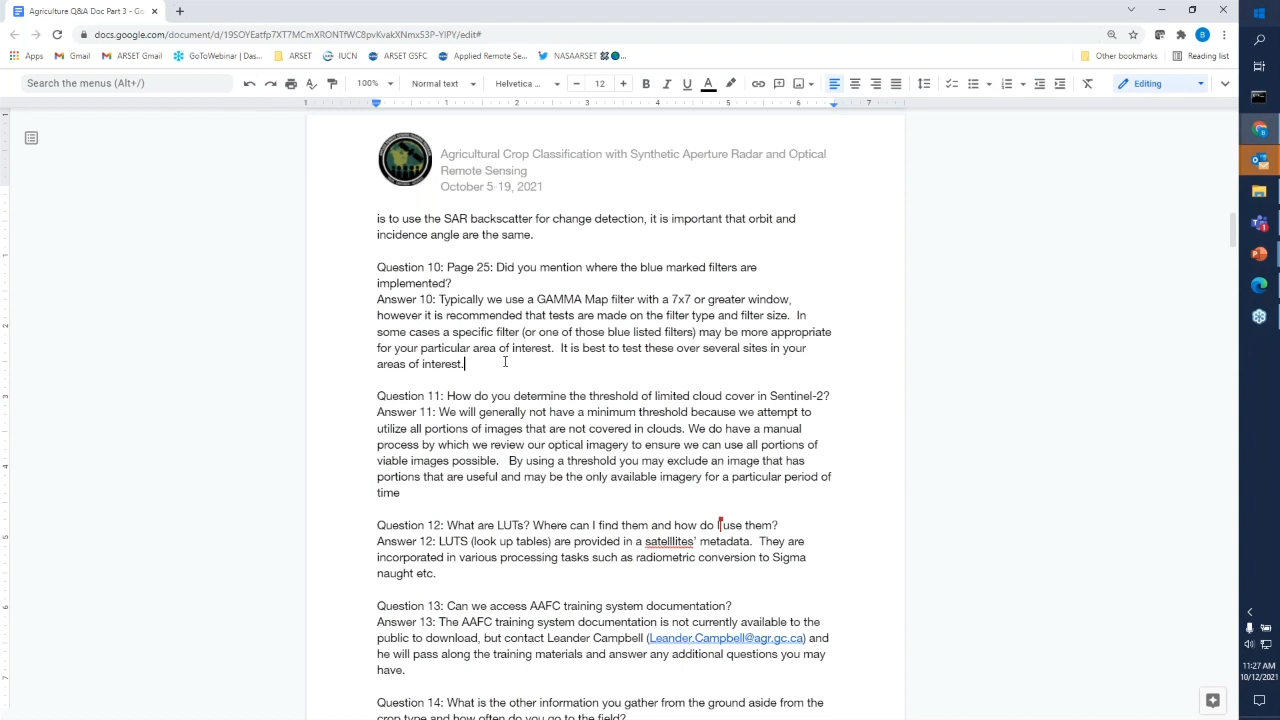 Agriculture Q&A Doc Part 3 - Go
docs.google.com/document/d/19SOYEatfp7XT7MCmXRONTfWC8pvKvakXNmx53P-YIPY/edit#
Apps
Gmail
ARSET Gmail
GoToWebinar | Das...
ARSET
IUCN
ARSET GSFC
Applied Remote Se...
NASAARSET
Other bookmarks
Reading list
Search the menus (Alt+/)
100%
Normal text
Helvetica ...
12
Editing
Agricultural Crop Classification with Synthetic Aperture Radar and Optical
Remote Sensing
October 5-19, 2021
is to use the SAR backscatter for change detection, it is important that orbit and
incidence angle are the same.
Question 10: Page 25: Did you mention where the blue marked filters are
implemented?
Answer 10: Typically we use a GAMMA Map filter with a 7x7 or greater window,
however it is recommended that tests are made on the filter type and filter size.  In
some cases a specific filter (or one of those blue listed filters) may be more appropriate
for your particular area of interest.  It is best to test these over several sites in your
areas of interest.
Question 11: How do you determine the threshold of limited cloud cover in Sentinel-2?
Answer 11: We will generally not have a minimum threshold because we attempt to
utilize all portions of images that are not covered in clouds. We do have a manual
process by which we review our optical imagery to ensure we can use all portions of
viable images possible.   By using a threshold you may exclude an image that has
portions that are useful and may be the only available imagery for a particular period of
time
Question 12: What are LUTs? Where can I find them and how do I use them?
Answer 12: LUTS (look up tables) are provided in a satelllites' metadata.  They are
incorporated in various processing tasks such as radiometric conversion to Sigma
naught etc.
Question 13: Can we access AAFC training system documentation?
Answer 13: The AAFC training system documentation is not currently available to the
public to download, but contact Leander Campbell (Leander.Campbell@agr.gc.ca) and
he will pass along the training materials and answer any additional questions you may
have.
Question 14: What is the other information you gather from the ground aside from the
crop type and how often do you go to the field?
11:27 AM
10/12/2021